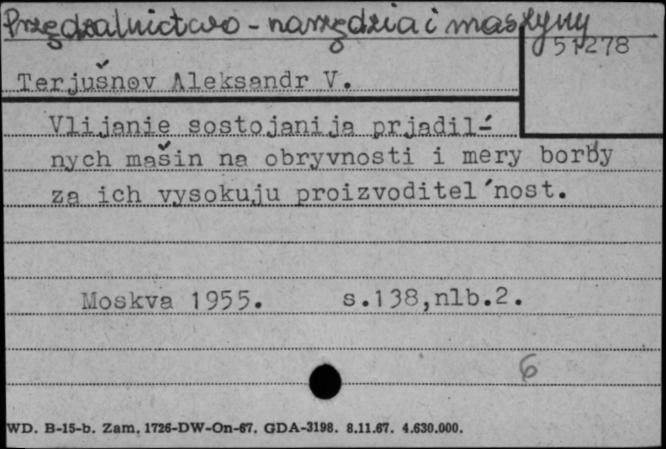 Przędzalnictwo - narzędzia i maszyny
51278
Terjušnov Aleksandr V.
Vlijanie sostojanija prjadil-
nych mašin na obryvnosti i mery borby
za ich vysokuju proizvoditel'nost.
Moskva 1955. s.138,nlb.2.
6
WD. B-15-b. Zam. 1726-DW-On-67. GDA-3198. 8.11.67. 4.630.000.